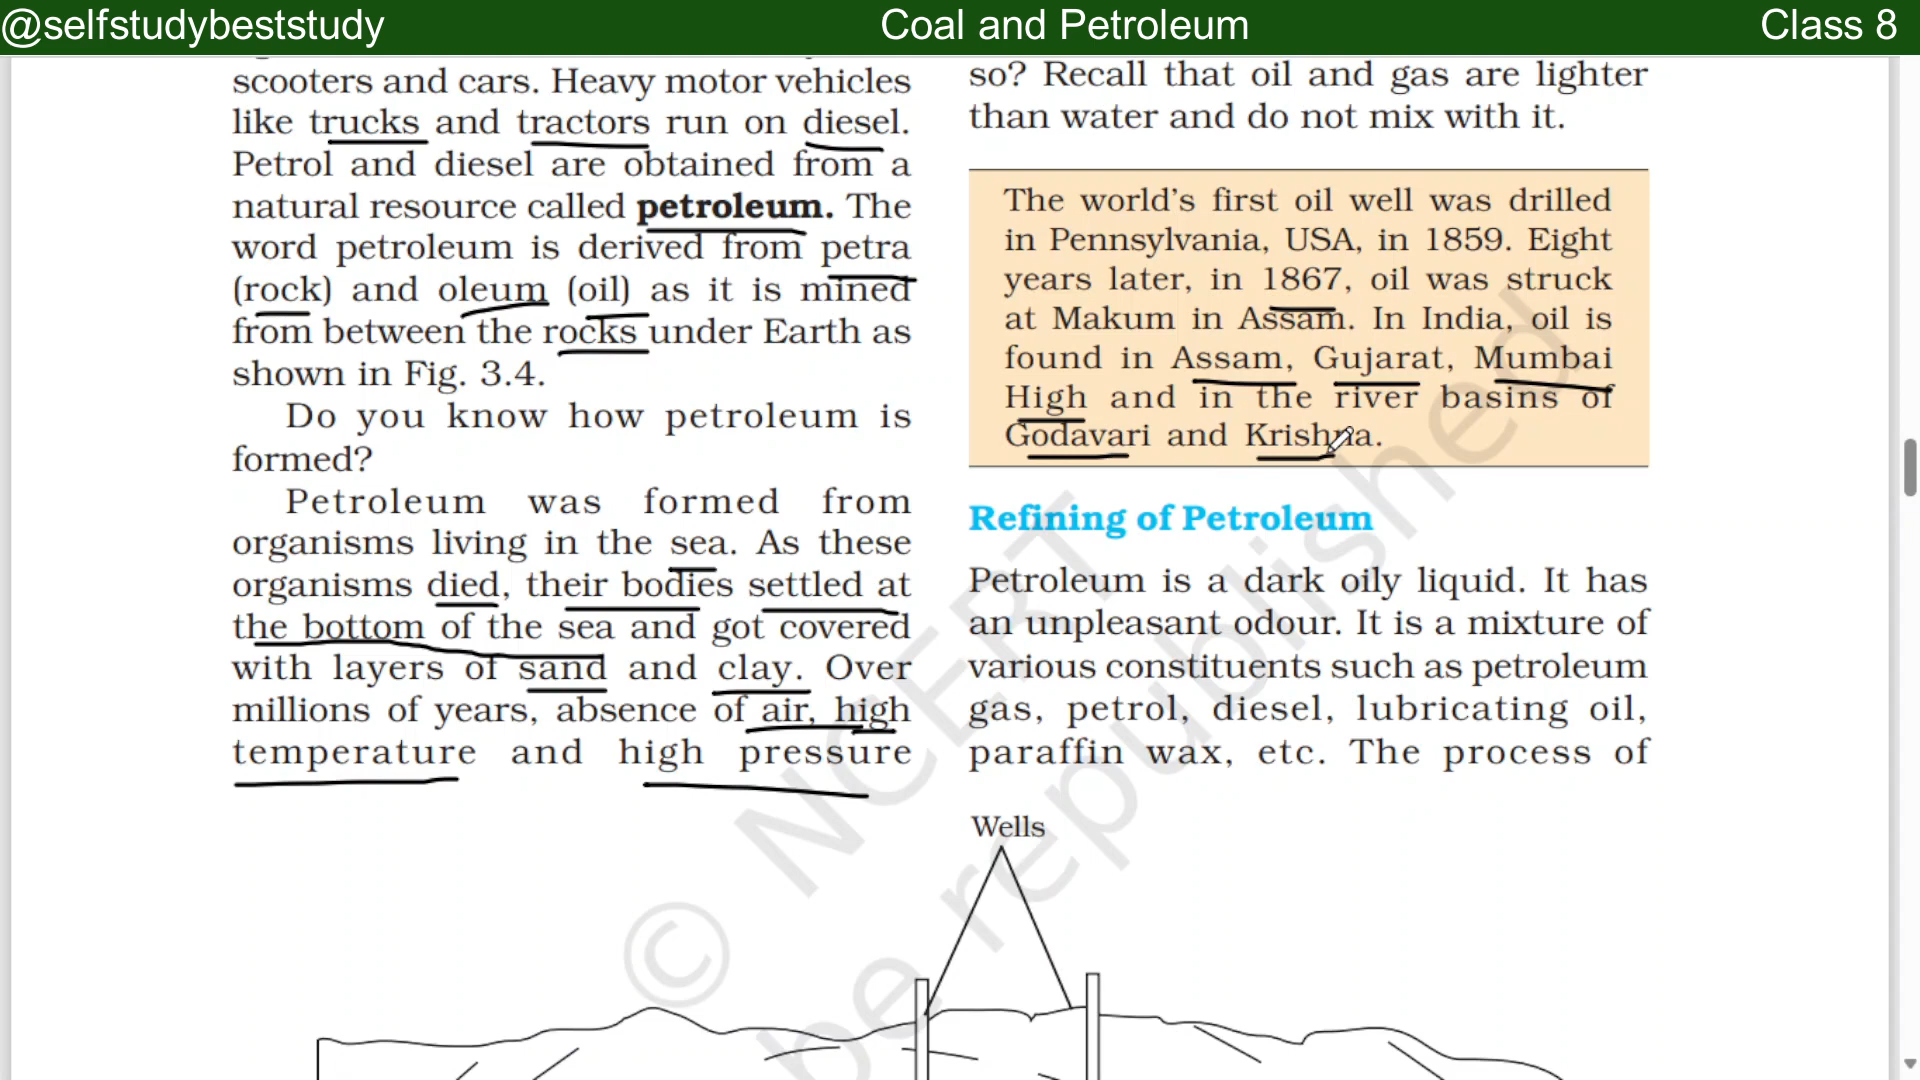 @selfstudybeststudy Coal and Petroleum Class 8
scooters and cars. Heavy motor vehicles
like trucks and tractors run on diesel.
Petrol and diesel are obtained from a
natural resource called petroleum. The
word petroleum is derived from petra
(rock) and oleum (oil) as it is mined
from between the rocks under Earth as
shown in Fig. 3.4.
Do you know how petroleum is
formed?
Petroleum was formed from
organisms living in the sea. As these
organisms died, their bodies settled at
the bottom of the sea and got covered
with layers of sand and clay. Over
millions of years, absence of air, high
temperature and high pressure
so? Recall that oil and gas are lighter
than water and do not mix with it.
The world's first oil well was drilled
in Pennsylvania, USA, in 1859. Eight
years later, in 1867, oil was struck
at Makum in Assam. In India, oil is
found in Assam, Gujarat, Mumbai
High and in the river basins of
Godavari and Krishna.
Refining of Petroleum
Petroleum is a dark oily liquid. It has
an unpleasant odour. It is a mixture of
various constituents such as petroleum
gas, petrol, diesel, lubricating oil,
paraffin wax, etc. The process of
Wells
© NCERT
be republished